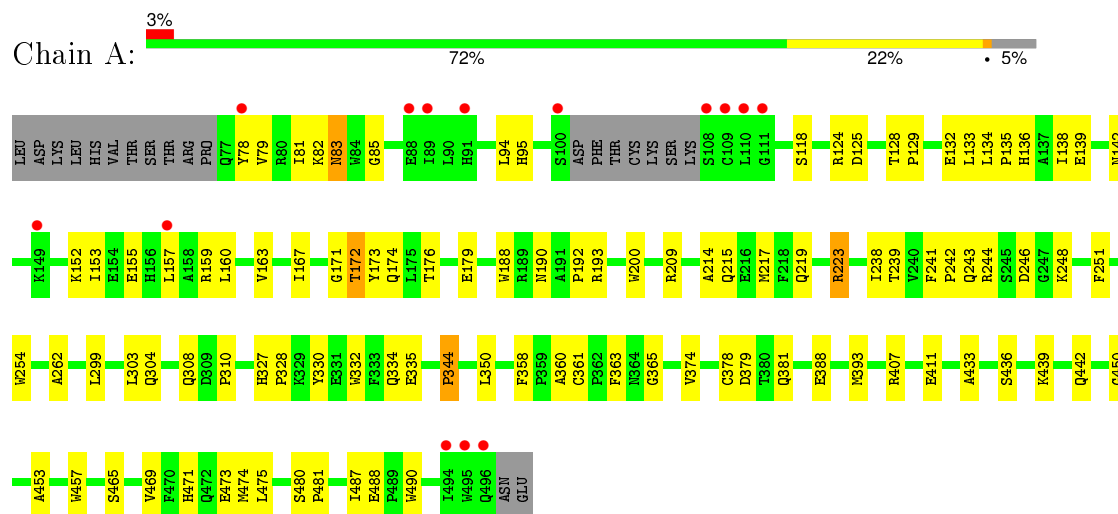 3%
Chain A:
72% 22% • 5%
LEU ASP LYS LEU HIS VAL THR SER THR ARG PRO Q77 Y78 V79 R80 I81 K82 N83 W84 G85 E88 I89 L90 H91 L94 H95 S100 ASP PHE THR CYS LYS SER LYS S108 C109 L110 G111 S118 R124 D125 T128 P129 E132 L133 L134 P135 H136 A137 I138 E139 N142
K149 K152 I153 E154 E155 H156 L157 A158 R159 L160 V163 I167 G171 T172 Y173 Q174 L175 T176 E179 W188 R189 N190 A191 P192 R193 W200 R209 A214 Q215 E216 M217 F218 Q219 R223 I238 T239 V240 F241 P242 Q243 R244 S245 D246 G247 K248 F251
W254 A262 L299 L303 Q304 Q308 D309 P310 H327 P328 K329 Y330 E331 W332 F333 Q334 E335 P344 L350 F358 P359 A360 C361 P362 F363 N364 G365 V374 C378 D379 T380 Q381 E388 M393 R407 E411 A433 S436 K439 Q442
A453 W457 S465 V469 F470 H471 Q472 E473 W474 L475 S480 P481 I487 E488 P489 W490 I494 W495 Q496 ASN GLU